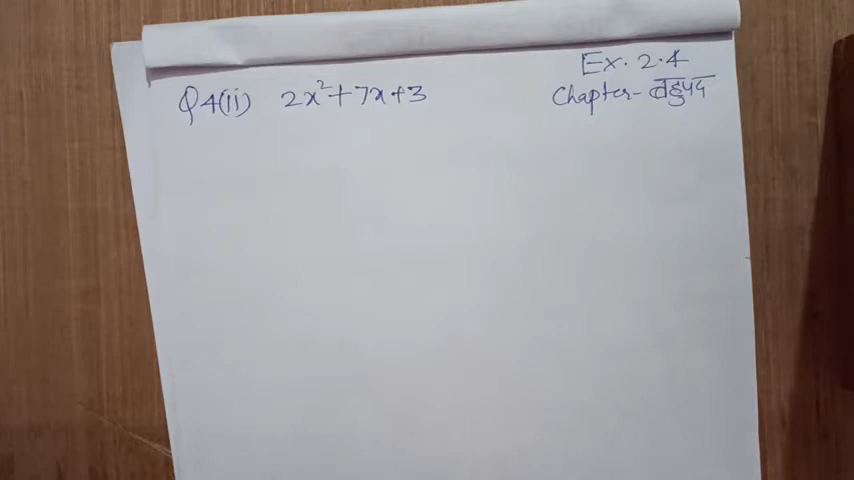 Ex. 2.4
Q4(ii) 2x²+7x+3
Chapter- बहुपद